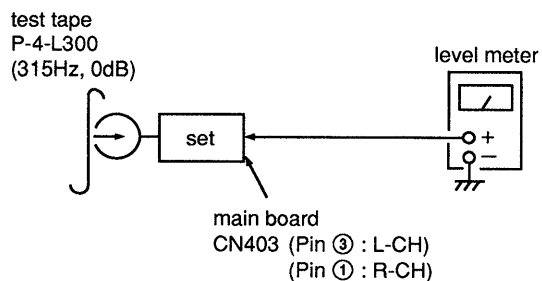 test tape
P-4-L300
(315Hz, 0dB)
level meter
set
+
−
main board
CN403 (Pin ③ : L-CH)
(Pin ① : R-CH)